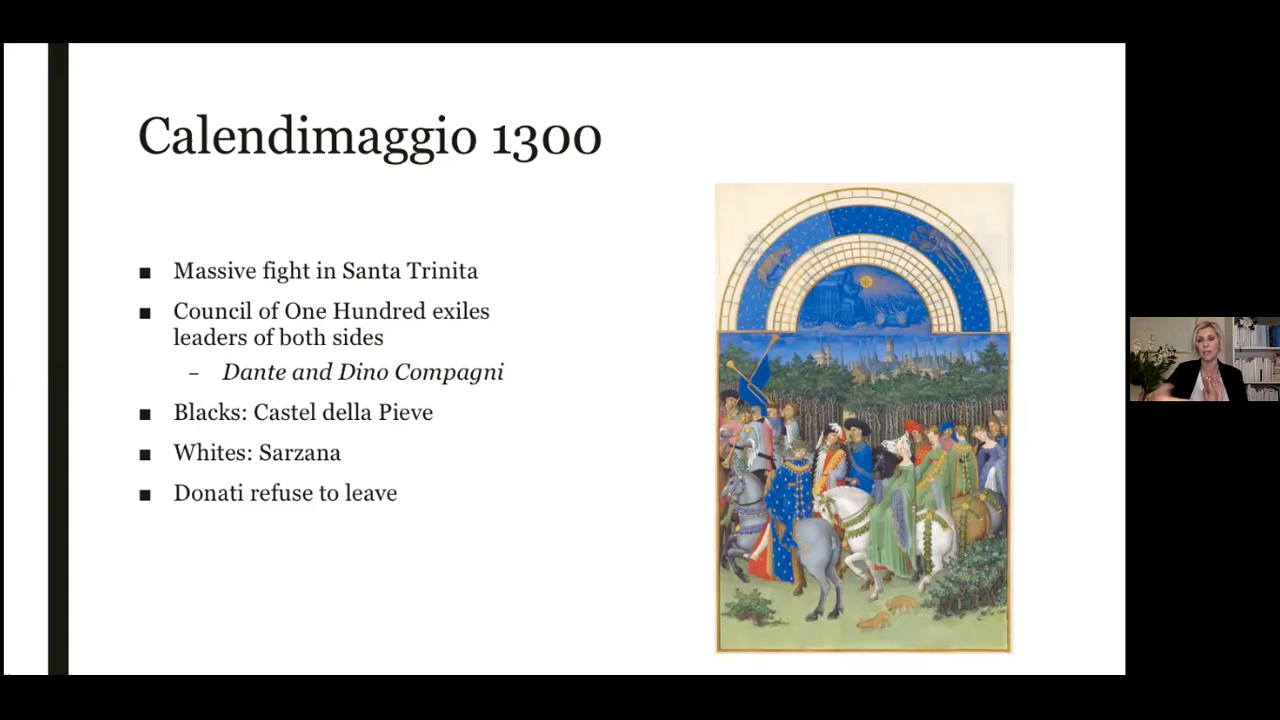 Calendimaggio 1300
■ Massive fight in Santa Trinita
■ Council of One Hundred exiles
leaders of both sides
– Dante and Dino Compagni
■ Blacks: Castel della Pieve
■ Whites: Sarzana
■ Donati refuse to leave